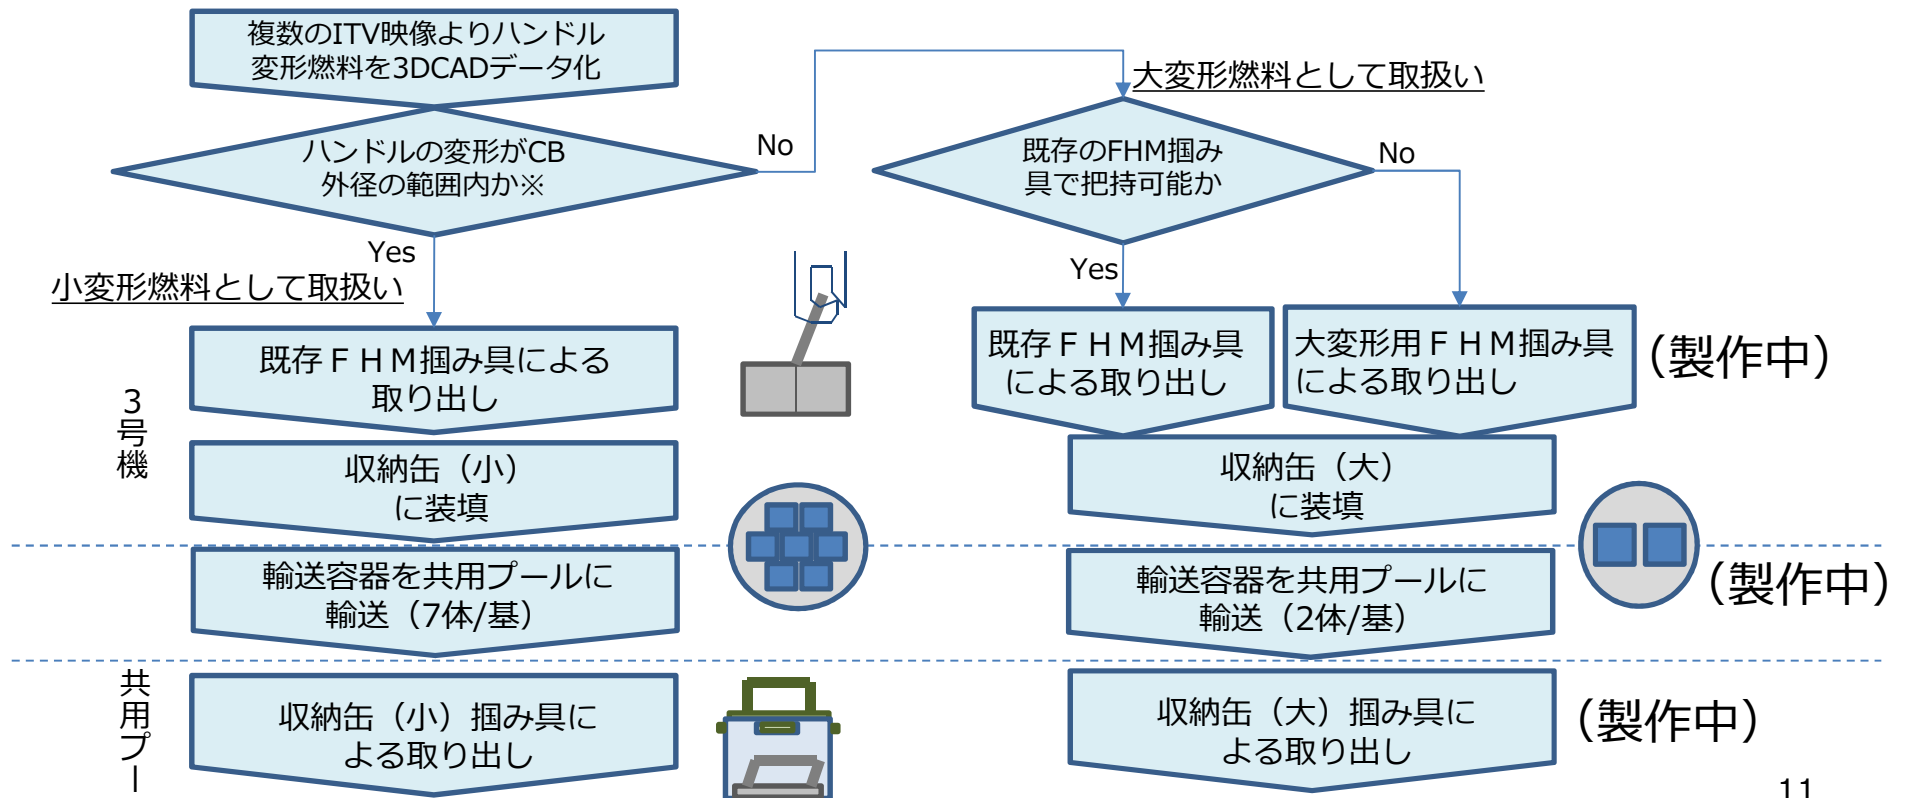 複数のITV映像よりハンドル
変形燃料を3DCADデータ化
ハンドルの変形がCB
外径の範囲内か※
No
Yes
小変形燃料として取扱い
大変形燃料として取扱い
既存のFHM掴み
具で把持可能か
No
Yes
3号機
既存ＦＨＭ掴み具による
取り出し
既存ＦＨＭ掴み具
による取り出し
大変形用ＦＨＭ掴み具
による取り出し
（製作中）
収納缶（小）
に装填
収納缶（大）
に装填
輸送容器を共用プールに
輸送（7体/基）
輸送容器を共用プールに
輸送（2体/基）
（製作中）
共用プー
収納缶（小）掴み具に
よる取り出し
収納缶（大）掴み具に
よる取り出し
（製作中）
11